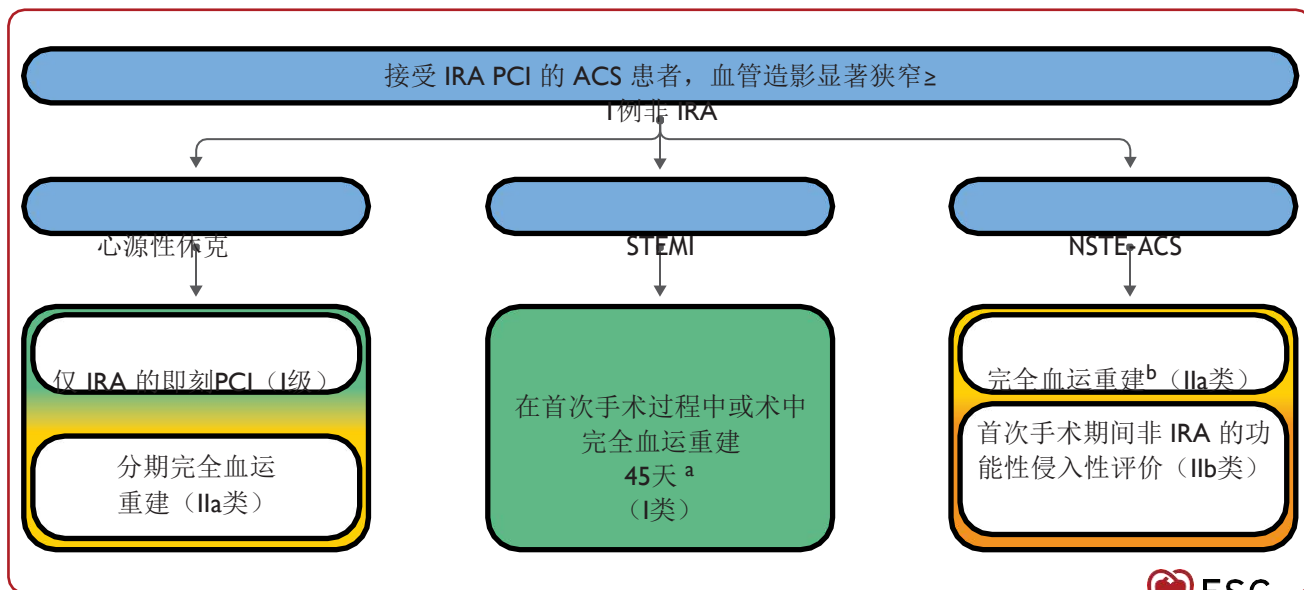 接受 IRA PCI 的 ACS 患者，血管造影显著狭窄≥
1例非 IRA
心源性休克
STEMI
NSTE-ACS
仅 IRA 的即刻PCI（I级）
分期完全血运
重建（IIa类）
在首次手术过程中或术中
完全血运重建
45天 a
（I类）
完全血运重建b（IIa类）
首次手术期间非 IRA 的功
能性侵入性评价（IIb类）
ESC